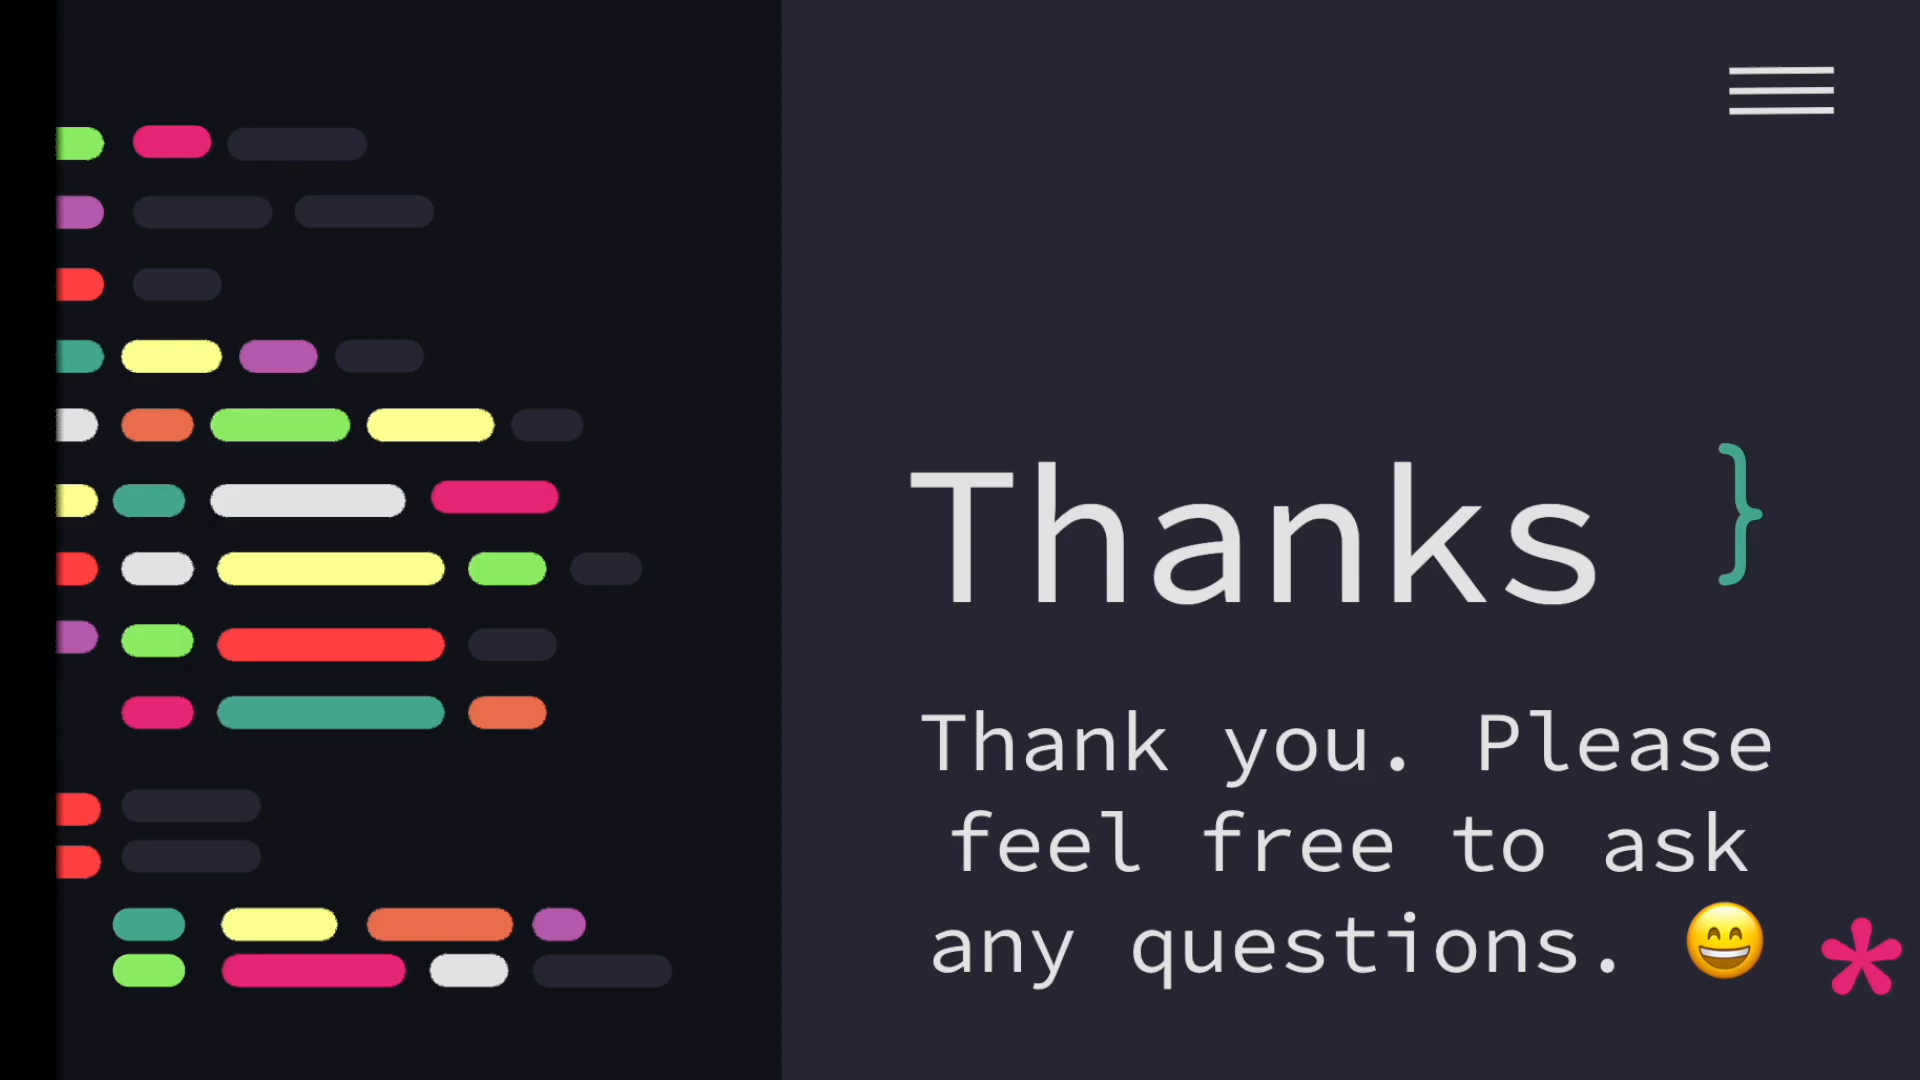 Thanks }
Thank you. Please
feel free to ask
any questions. 😄 *